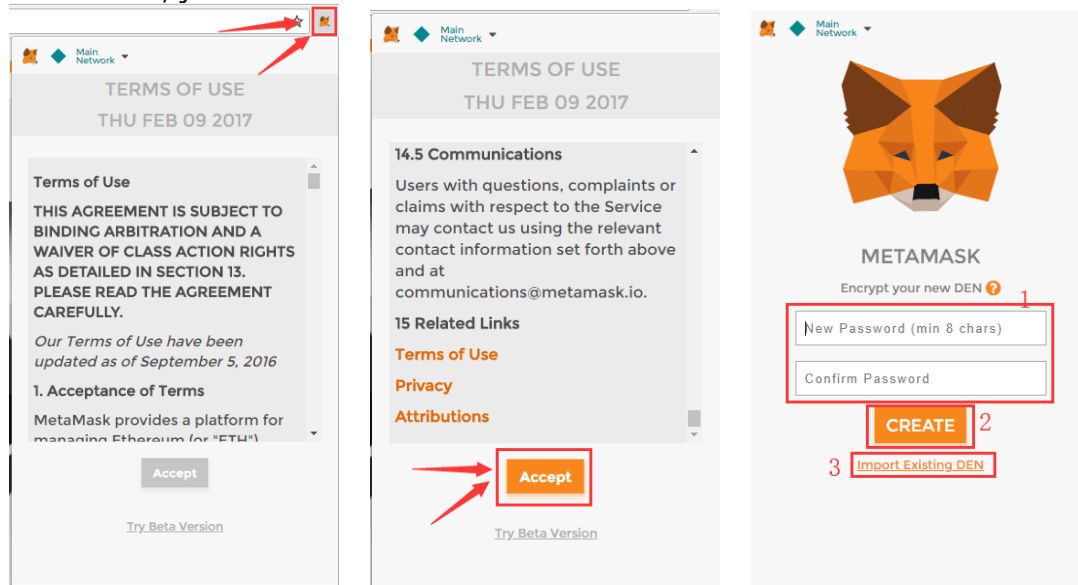 Main
Network
TERMS OF USE
THU FEB 09 2017
Terms of Use
THIS AGREEMENT IS SUBJECT TO
BINDING ARBITRATION AND A
WAIVER OF CLASS ACTION RIGHTS
AS DETAILED IN SECTION 13.
PLEASE READ THE AGREEMENT
CAREFULLY.
Our Terms of Use have been
updated as of September 5, 2016
1. Acceptance of Terms
MetaMask provides a platform for
managing Ethereum (or "ETH")
Accept
Try Beta Version
Main
Network
TERMS OF USE
THU FEB 09 2017
14.5 Communications
Users with questions, complaints or
claims with respect to the Service
may contact us using the relevant
contact information set forth above
and at
communications@metamask.io.
15 Related Links
Terms of Use
Privacy
Attributions
Accept
Try Beta Version
Main
Network
METAMASK
Encrypt your new DEN ?
1
New Password (min 8 chars)
Confirm Password
CREATE 2
3 Import Existing DEN